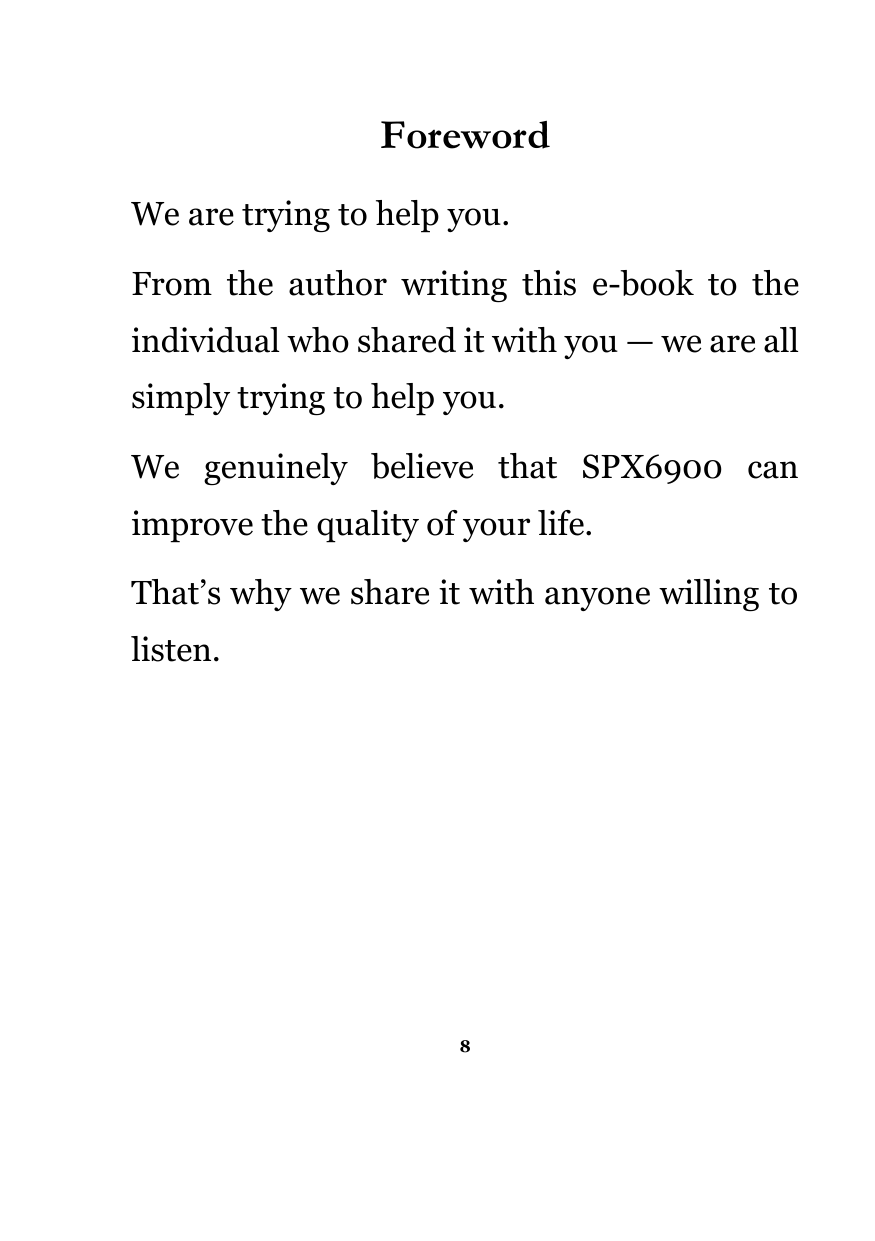 Foreword
We are trying to help you.
From the author writing this e-book to the
individual who shared it with you — we are all
simply trying to help you.
We genuinely believe that SPX6900 can
improve the quality of your life.
That’s why we share it with anyone willing to
listen.
8